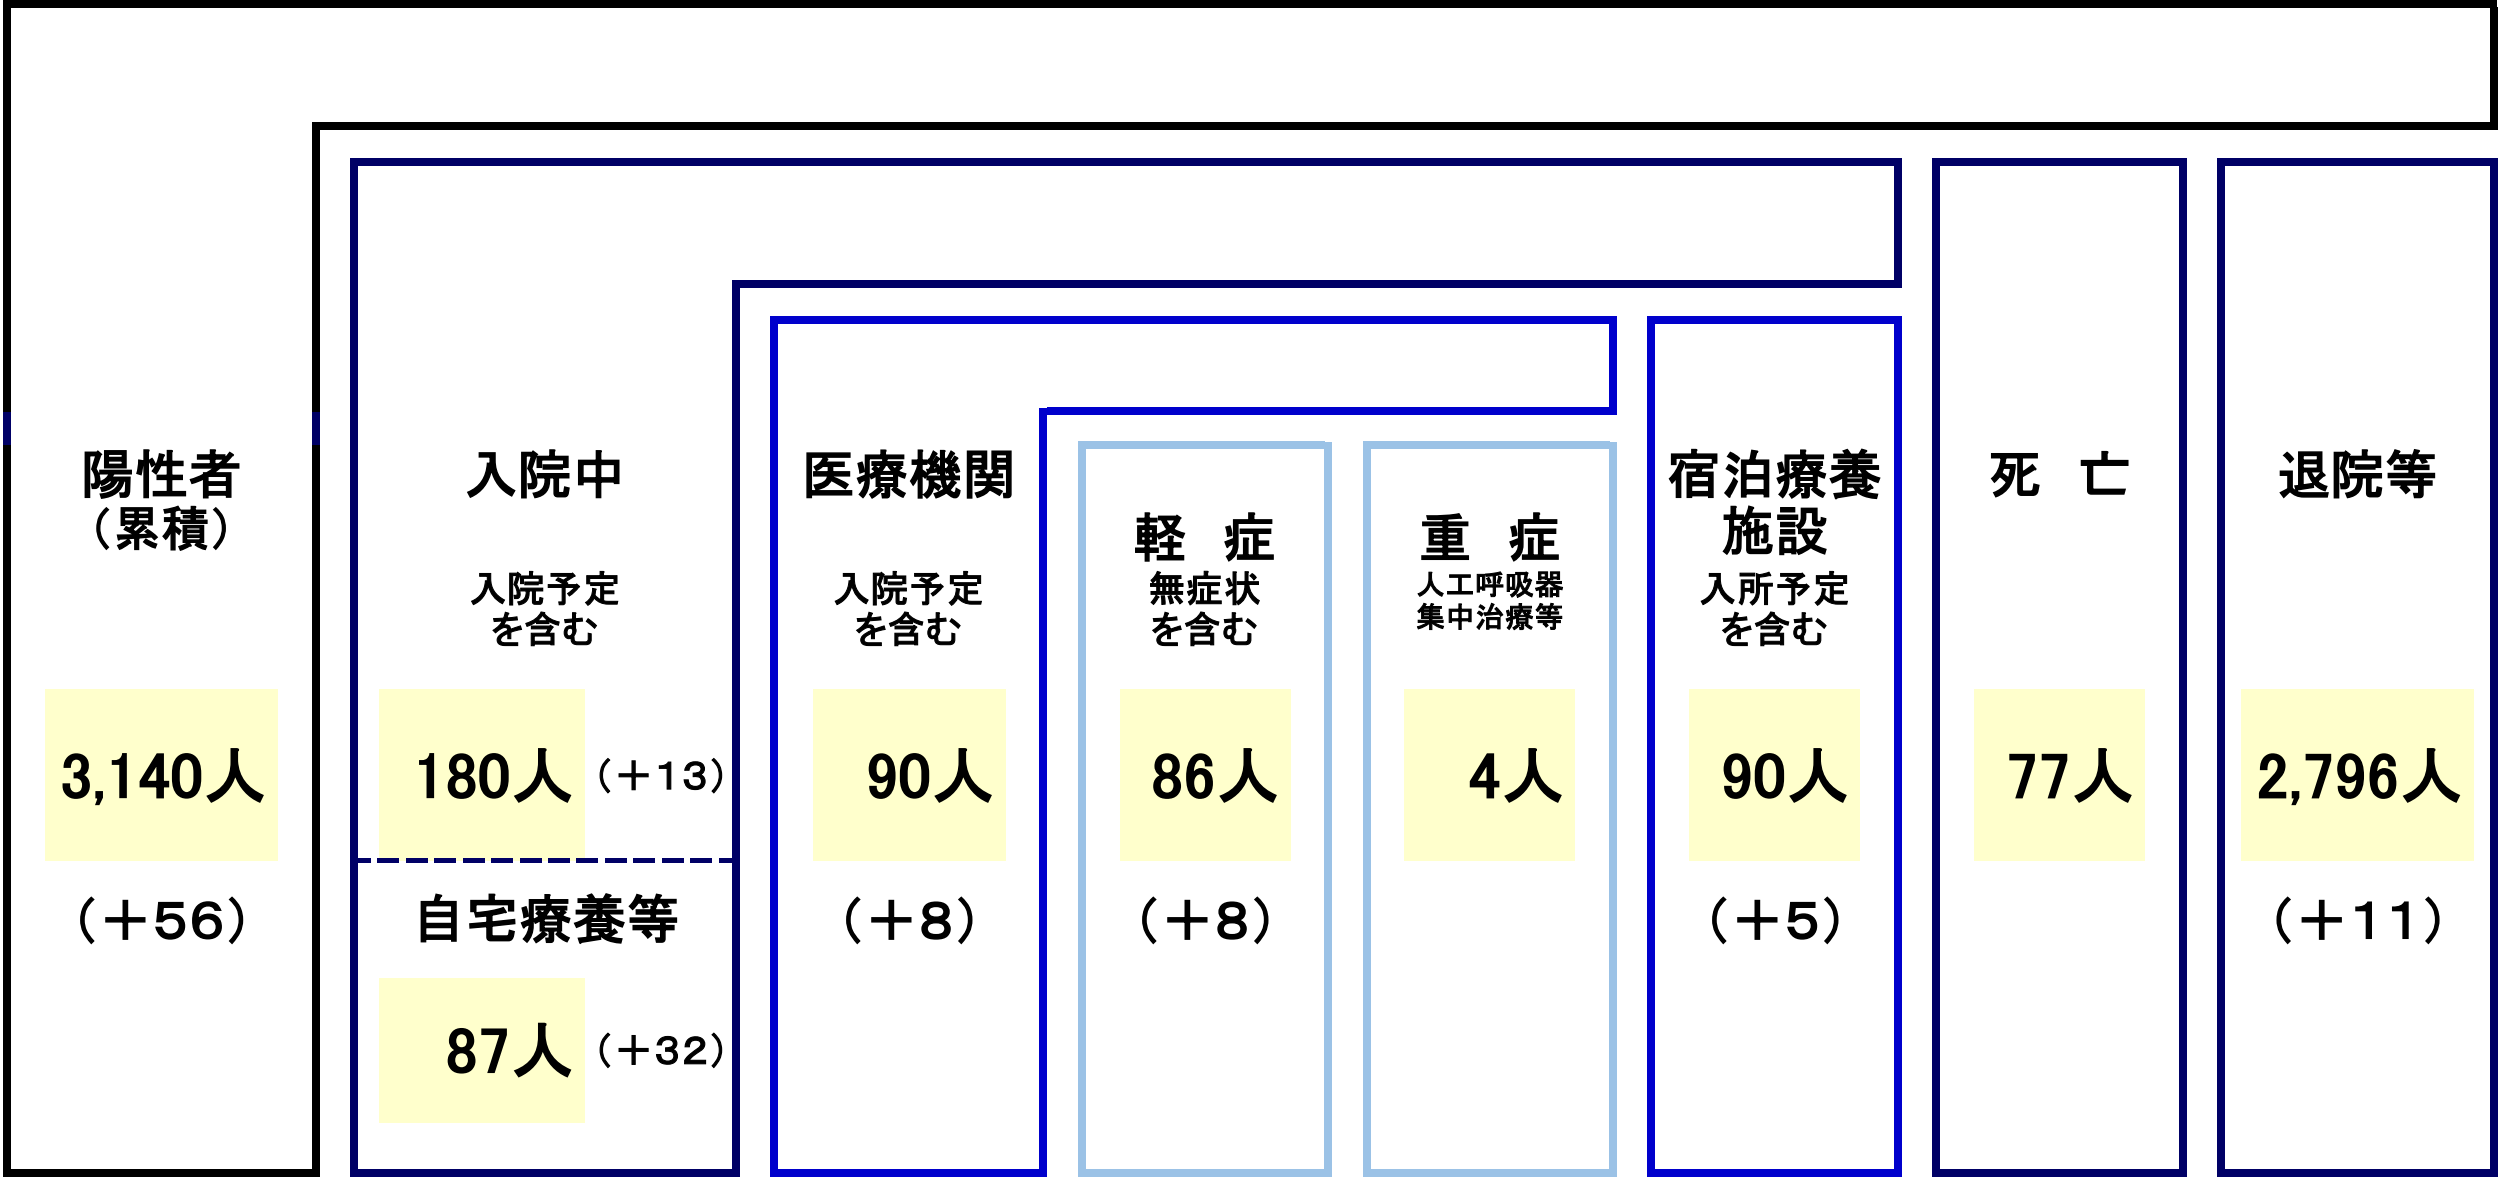 陽性者
（累積）
3,140人
（＋56）
入院中
入院予定
を含む
180人（＋13）
自宅療養等
87人（＋32）
医療機関
入院予定
を含む
90人
（＋8）
軽 症
無症状
を含む
86人
（＋8）
重 症
人工呼吸器
集中治療等
4人
宿泊療養
施設
入所予定
を含む
90人
（＋5）
死 亡
77人
退院等
2,796人
（＋11）